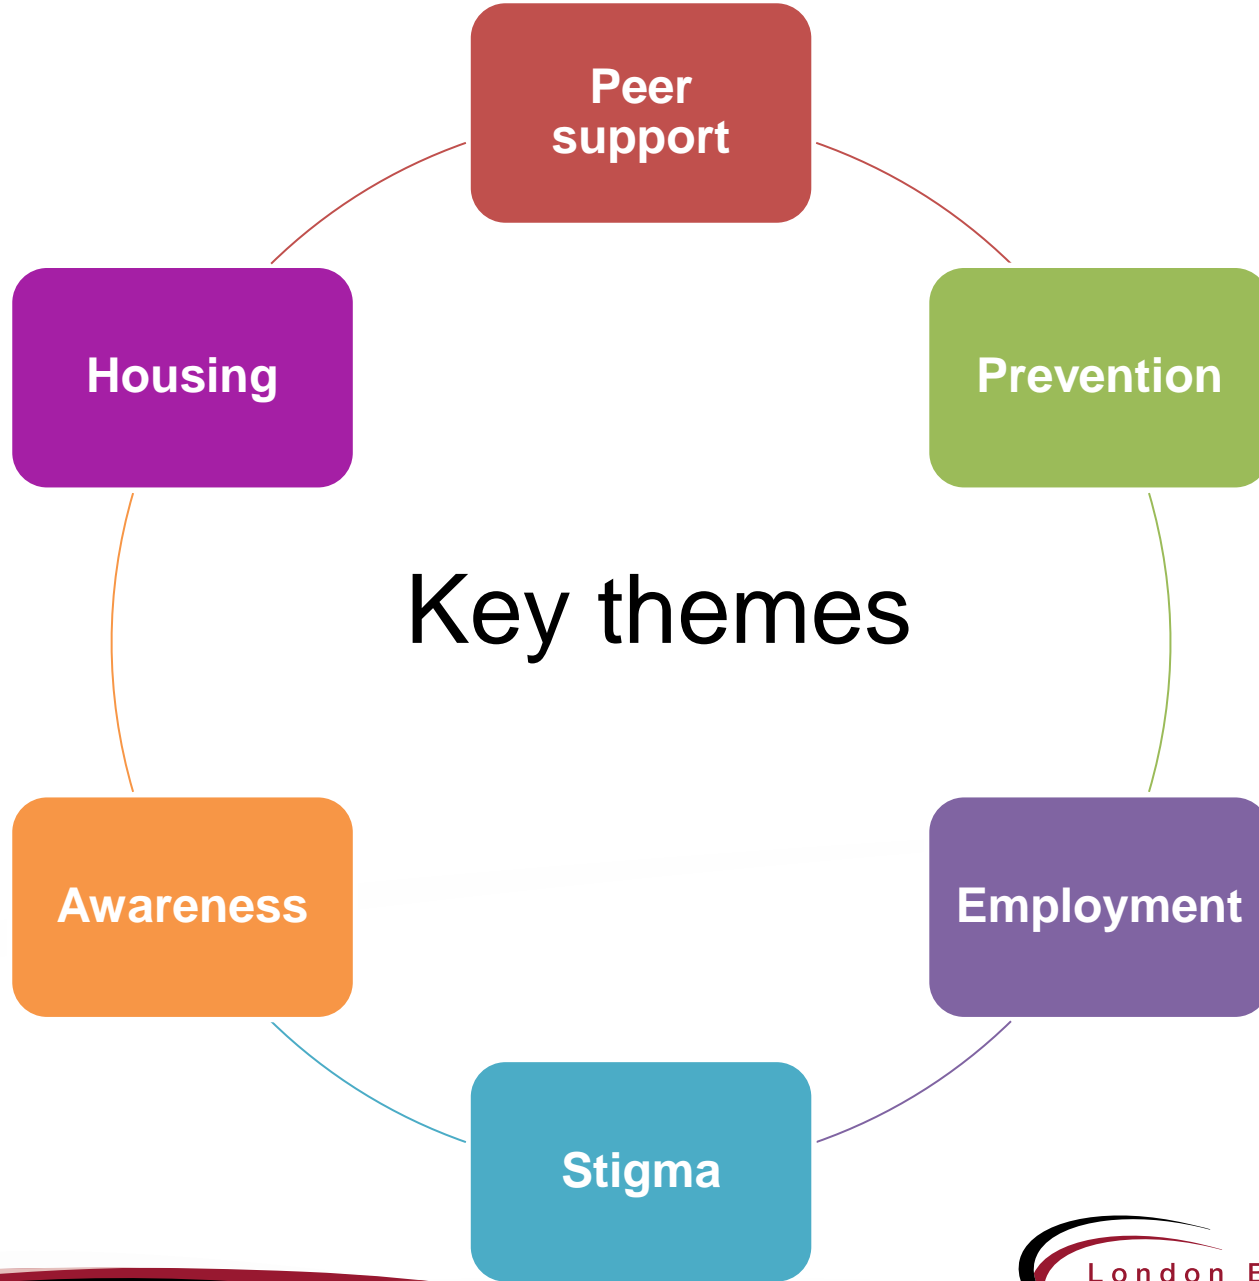 Peer
support
Housing
Prevention
Key themes
Awareness
Employment
Stigma
London